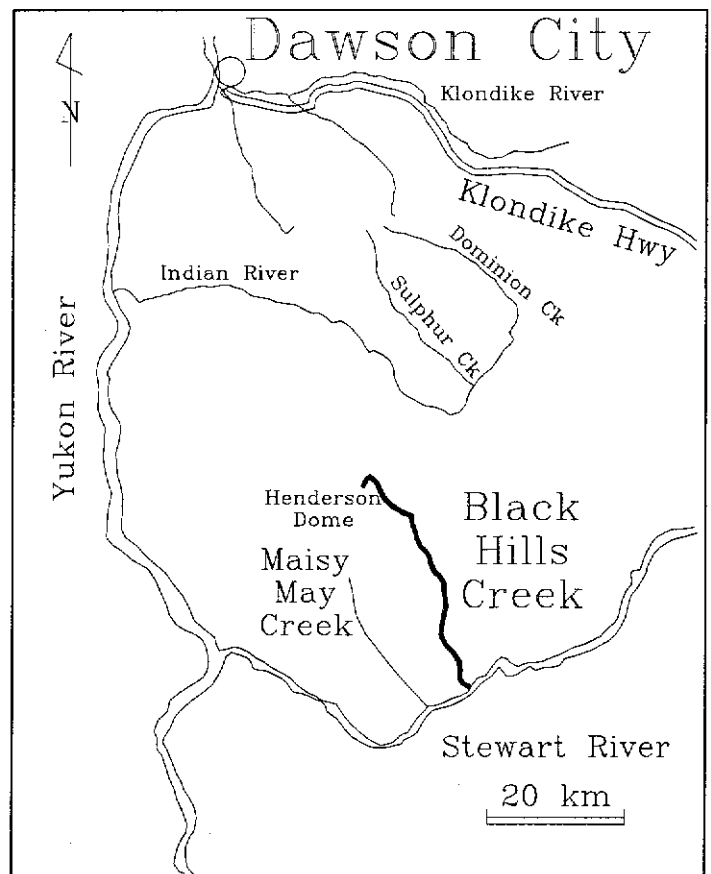 Dawson City
Klondike River
N
Klondike Hwy
Dominion Ck
Indian River
Sulphur Ck
Yukon River
Henderson
Dome
Black
Hills
Creek
Maisy
May
Creek
Stewart River
20 km